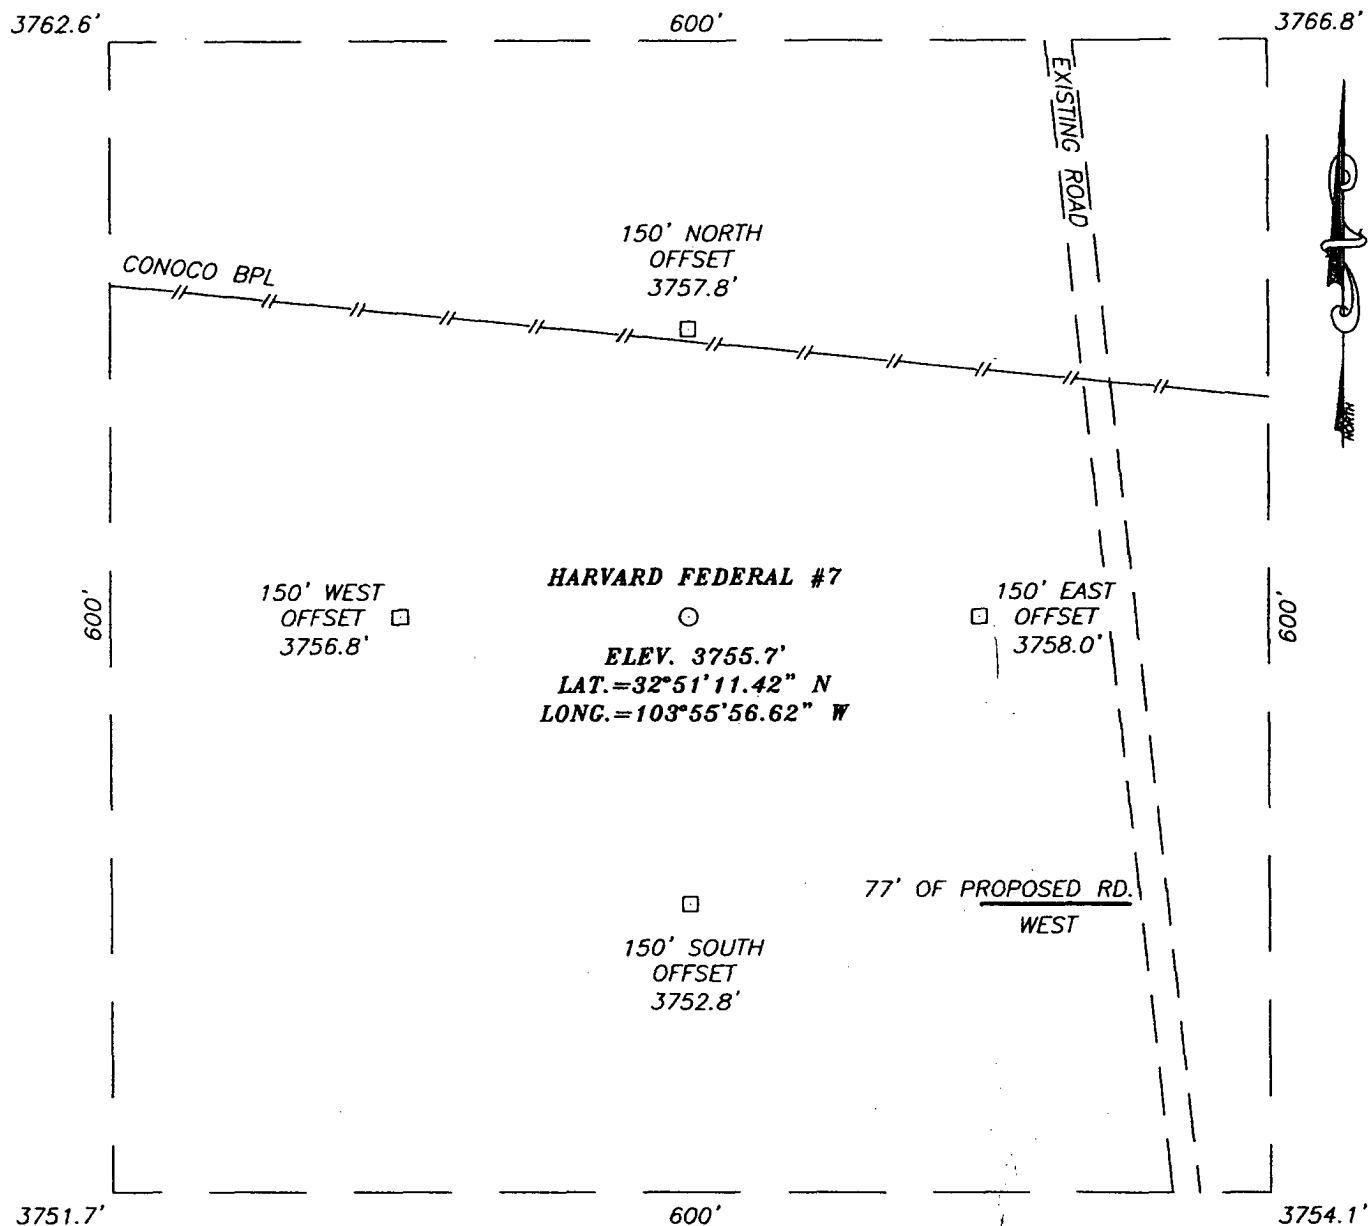 3762.6'
600'
3766.8'
EXISTING ROAD
150' NORTH
OFFSET
3757.8'
CONOCO BPL
NORTH
HARVARD FEDERAL #7
150' WEST
OFFSET
3756.8'
150' EAST
OFFSET
3758.0'
600'
600'
ELEV. 3755.7'
LAT.=32°51'11.42" N
LONG.=103°55'56.62" W
77' OF PROPOSED RD.
WEST
150' SOUTH
OFFSET
3752.8'
3751.7'
600'
3754.1'